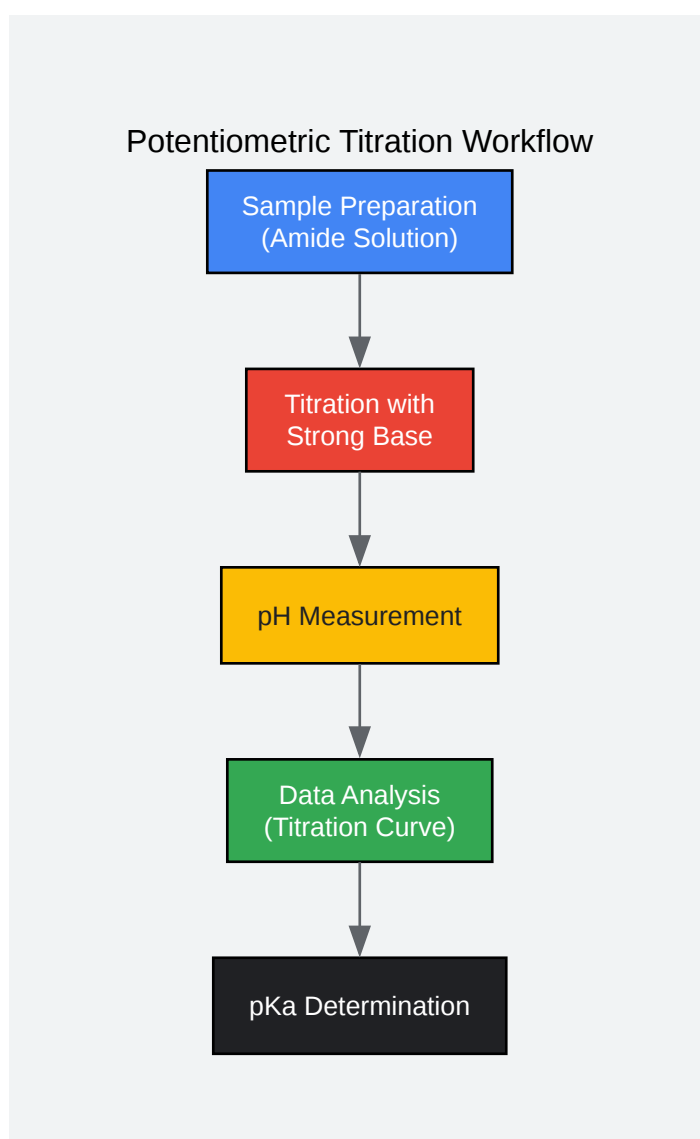 Potentiometric Titration Workflow
Sample Preparation
(Amide Solution)
Titration with
Strong Base
pH Measurement
Data Analysis
(Titration Curve)
pKa Determination